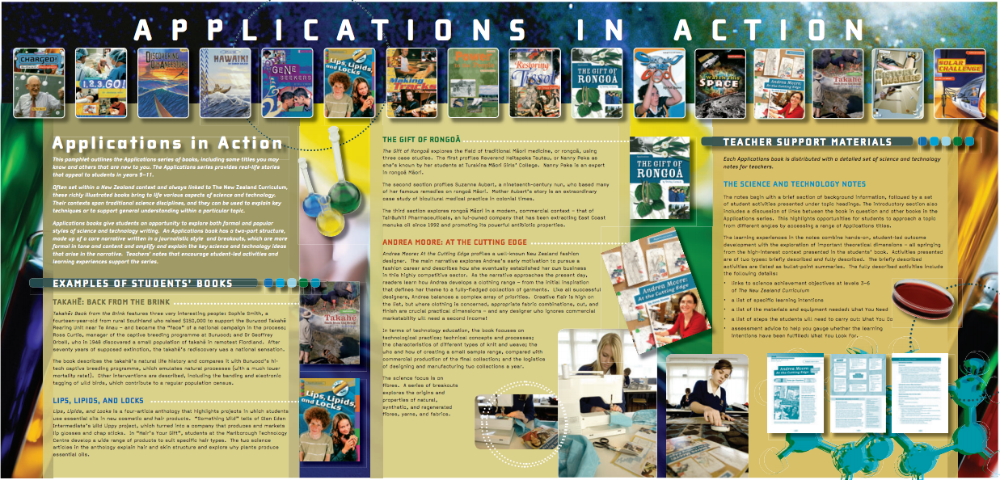 APPLICATIONS IN ACTION
CHARGED!
1,2,3,GO!
DISCOVERING
OUR ANCESTORS
HAWAIKI
THE GENE
SEEKERS
Lips, Lipids,
and Locks
Making
Tracks
Power
Restoring
Tissot
THE GIFT OF
RONGOĀ
SPACE
Andrea Moore:
At the Cutting Edge
Takahē
SOLAR
CHALLENGE
Applications in Action
This pamphlet outlines the Applications series of books, including some titles you may
know and others that are new to you. The Applications series provides real-life stories
that appeal to students in years 9–11.
Often set within a New Zealand context and always linked to The New Zealand Curriculum,
these richly illustrated books bring to life various aspects of science and technology.
Their contexts span traditional science disciplines, and they can be used to explain key
techniques or to support general understanding within a particular topic.
Applications books give students an opportunity to explore both formal and popular
styles of science and technology writing. An Applications Book has a two-part structure,
made up of a core narrative written in a journalistic style and breakouts, which are more
formal in tone and content and amplify and explain the key science and technology ideas
that arise in the narrative. Teachers' notes that encourage student-led activities and
learning experiences support the series.
EXAMPLES OF STUDENTS' BOOKS
TAKAHĒ: BACK FROM THE BRINK
Takahē: Back from the Brink features three very interesting people: Sophie Smith, a
fourteen-year-old from rural Southland who raised $150,000 to support the Burwood Takahē
Rearing Unit near Te Anau – and became the "face" of a national campaign in the process;
Ross Curtis, manager of the captive breeding programme at Burwood; and Dr Geoffrey
Orbell, who in 1948 discovered a small population of takahē in remotest Fiordland. After
seventy years of supposed extinction, the takahē's rediscovery was a national sensation.
The book describes the takahē's natural life history and compares it with Burwood's hi-
tech captive breeding programme, which emulates natural processes (with a much lower
mortality rate!). Other interventions are described, including the banding and electronic
tagging of wild birds, which contribute to a regular population census.
LIPS, LIPIDS, AND LOCKS
Lips, Lipids, and Locks is a four-article anthology that highlights projects in which students
use essential oils in new cosmetic and hair products. "Something Wild" tells of Glen Eden
Intermediate's Wild Lippy project, which turned into a company that produces and markets
lip glosses and chap sticks. In "Hair's Your Gift", students at the Marlborough Technology
Centre develop a wide range of products to suit specific hair types. The two science
articles in the anthology explain hair and skin structure and explore why plants produce
essential oils.
Takahē
Lips, Lipids,
and Locks
THE GIFT OF RONGOĀ
The Gift of Rongoā explores the field of traditional Māori medicine, or rongoā, using
three case studies. The first profiles Reverend Heitapeka Tautau, or Nanny Peka as
she's known by her students at Turakina Māori Girls' College. Nanny Peka is an expert
in rongoā Māori.
The second section profiles Suzanne Aubert, a nineteenth-century nun, who based many
of her famous remedies on rongoā Māori. Mother Aubert's story is an extraordinary
case study of bicultural medical practice in colonial times.
The third section explores rongoā Māori in a modern, commercial context – that of
Tairāwhiti Pharmaceuticals, an iwi-owned company that has been extracting East Coast
manuka oil since 1992 and promoting its powerful antibiotic properties.
THE GIFT OF
RONGOĀ
ANDREA MOORE: AT THE CUTTING EDGE
Andrea Moore: At the Cutting Edge profiles a well-known New Zealand fashion
designer. The main narrative explores Andrea's early motivation to pursue a
fashion career and describes how she eventually established her own business
in this highly competitive sector. As the narrative approaches the present day,
readers learn how Andrea develops a clothing range – from the initial inspiration
that defines her theme to a fully-fledged collection of garments. Like all successful
designers, Andrea balances a complex array of priorities. Creative flair is high on
the list, but where clothing is concerned, appropriate fabric combinations, cut, and
finish are crucial practical dimensions – and any designer who ignores commercial
marketability will need a second income!
In terms of technology education, the book focuses on
technological practice; technical concepts and processes;
the characteristics of different types of knit and weave; the
who and how of creating a small sample range, compared with
commercial production of the final collection; and the logistics
of designing and manufacturing two collections a year.
The science focus is on
fibres. A series of breakouts
explores the origins and
properties of natural,
synthetic, and regenerated
fibres, yarns, and fabrics.
Andrea Moore:
At the Cutting Edge
TEACHER SUPPORT MATERIALS
Each Applications book is distributed with a detailed set of science and technology
notes for teachers.
THE SCIENCE AND TECHNOLOGY NOTES
The notes begin with a brief section of background information, followed by a set
of student activities presented under topic headings. The introductory section also
includes a discussion of links between the book in question and other books in the
Applications series. This highlights opportunities for students to approach a topic
from different angles by accessing a range of Applications titles.
The learning experiences in the notes combine hands-on, student-led outcome
development with the exploration of important theoretical dimensions – all springing
from the high-interest context presented in the students' book. Activities presented
are of two types: briefly described and fully described. The briefly described
activities are listed as bullet-point summaries. The fully described activities include
the following details:
• links to science achievement objectives at levels 3–6
of The New Zealand Curriculum
• a list of specific learning intentions
• a list of the materials and equipment needed: What You Need
• a list of steps the students will need to carry out: What You Do
• assessment advice to help you gauge whether the learning
intentions have been fulfilled: What You Look For.
Andrea Moore:
At the Cutting Edge